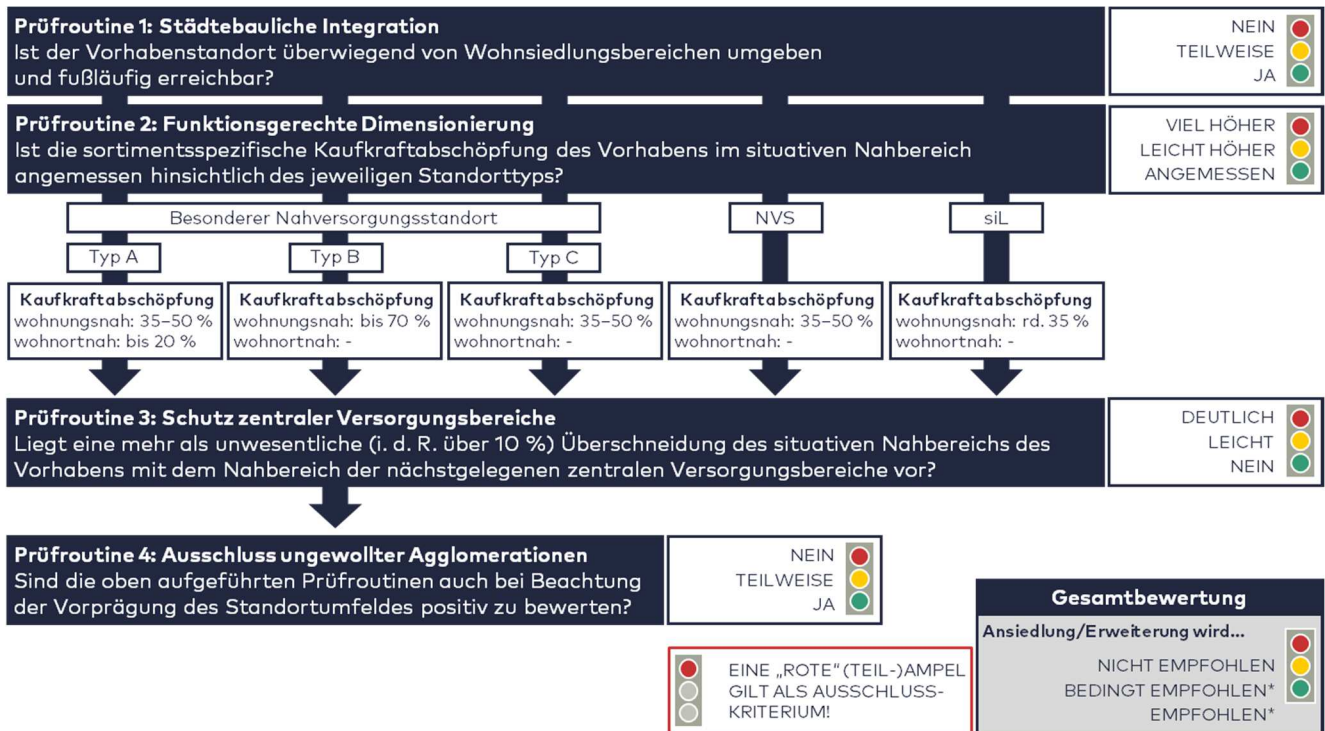 Prüfroutine 1: Städtebauliche Integration
Ist der Vorhabenstandort überwiegend von Wohnsiedlungsbereichen umgeben
und fußläufig erreichbar?
NEIN
TEILWEISE
JA
Prüfroutine 2: Funktionsgerechte Dimensionierung
Ist die sortimentsspezifische Kaufkraftabschöpfung des Vorhabens im situativen Nahbereich
angemessen hinsichtlich des jeweiligen Standorttyps?
VIEL HÖHER
LEICHT HÖHER
ANGEMESSEN
Besonderer Nahversorgungsstandort
NVS
siL
Typ A
Typ B
Typ C
Kaufkraftabschöpfung
wohnungsnah: 35–50 %
wohnortnah: bis 20 %
Kaufkraftabschöpfung
wohnungsnah: bis 70 %
wohnortnah: -
Kaufkraftabschöpfung
wohnungsnah: 35–50 %
wohnortnah: -
Kaufkraftabschöpfung
wohnungsnah: 35–50 %
wohnortnah: -
Kaufkraftabschöpfung
wohnungsnah: rd. 35 %
wohnortnah: -
Prüfroutine 3: Schutz zentraler Versorgungsbereiche
Liegt eine mehr als unwesentliche (i. d. R. über 10 %) Überschneidung des situativen Nahbereichs des
Vorhabens mit dem Nahbereich der nächstgelegenen zentralen Versorgungsbereiche vor?
DEUTLICH
LEICHT
NEIN
Prüfroutine 4: Ausschluss ungewollter Agglomerationen
Sind die oben aufgeführten Prüfroutinen auch bei Beachtung
der Vorprägung des Standortumfeldes positiv zu bewerten?
NEIN
TEILWEISE
JA
EINE „ROTE“ (TEIL-)AMPEL
GILT ALS AUSSCHLUSS-
KRITERIUM!
Gesamtbewertung
Ansiedlung/Erweiterung wird...
NICHT EMPFOHLEN
BEDINGT EMPFOHLEN*
EMPFOHLEN*